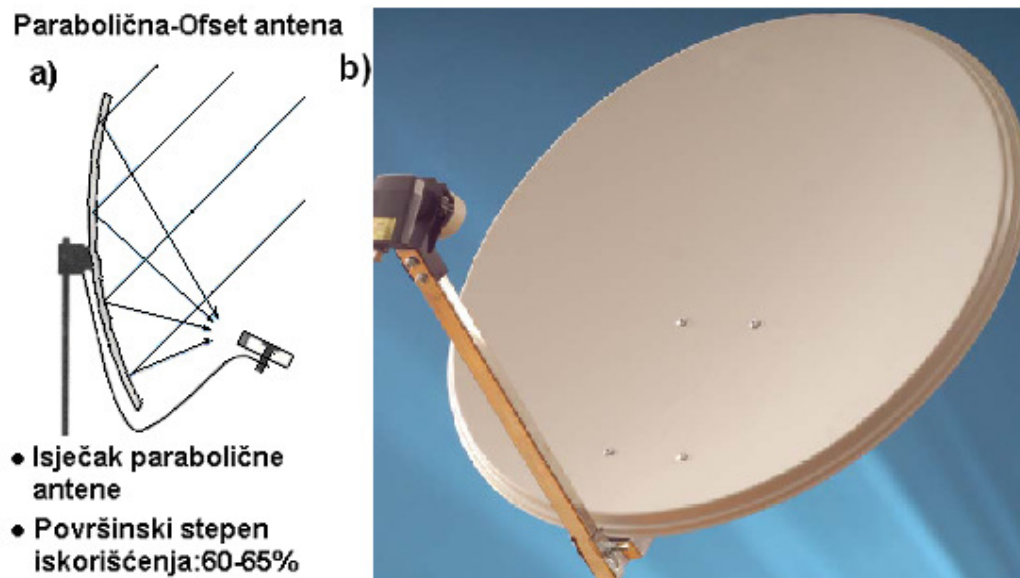 Parabolična-Ofset antena
a)
b)
• Isječak parabolične
antene
• Površinski stepen
iskorišćenja:60-65%